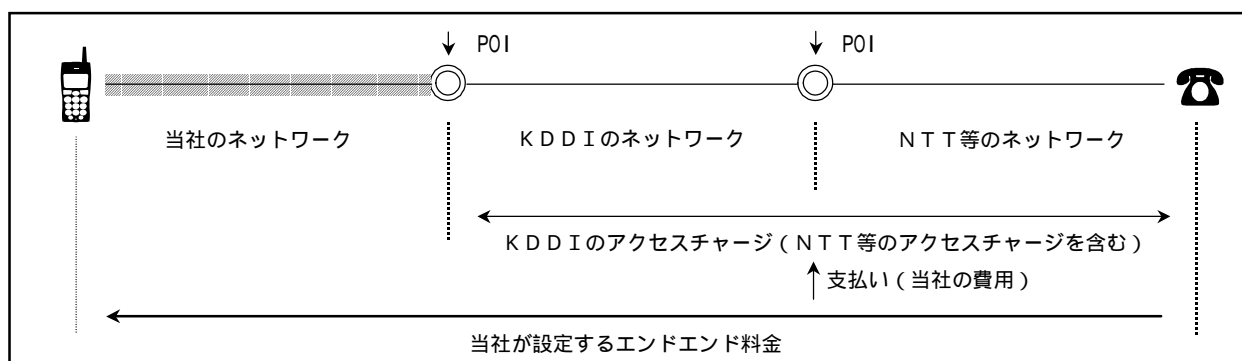 POI
POI
当社のネットワーク
ＫＤＤＩのネットワーク
ＮＴＴ等のネットワーク
ＫＤＤＩのアクセスチャージ（ＮＴＴ等のアクセスチャージを含む）
支払い（当社の費用）
当社が設定するエンドエンド料金